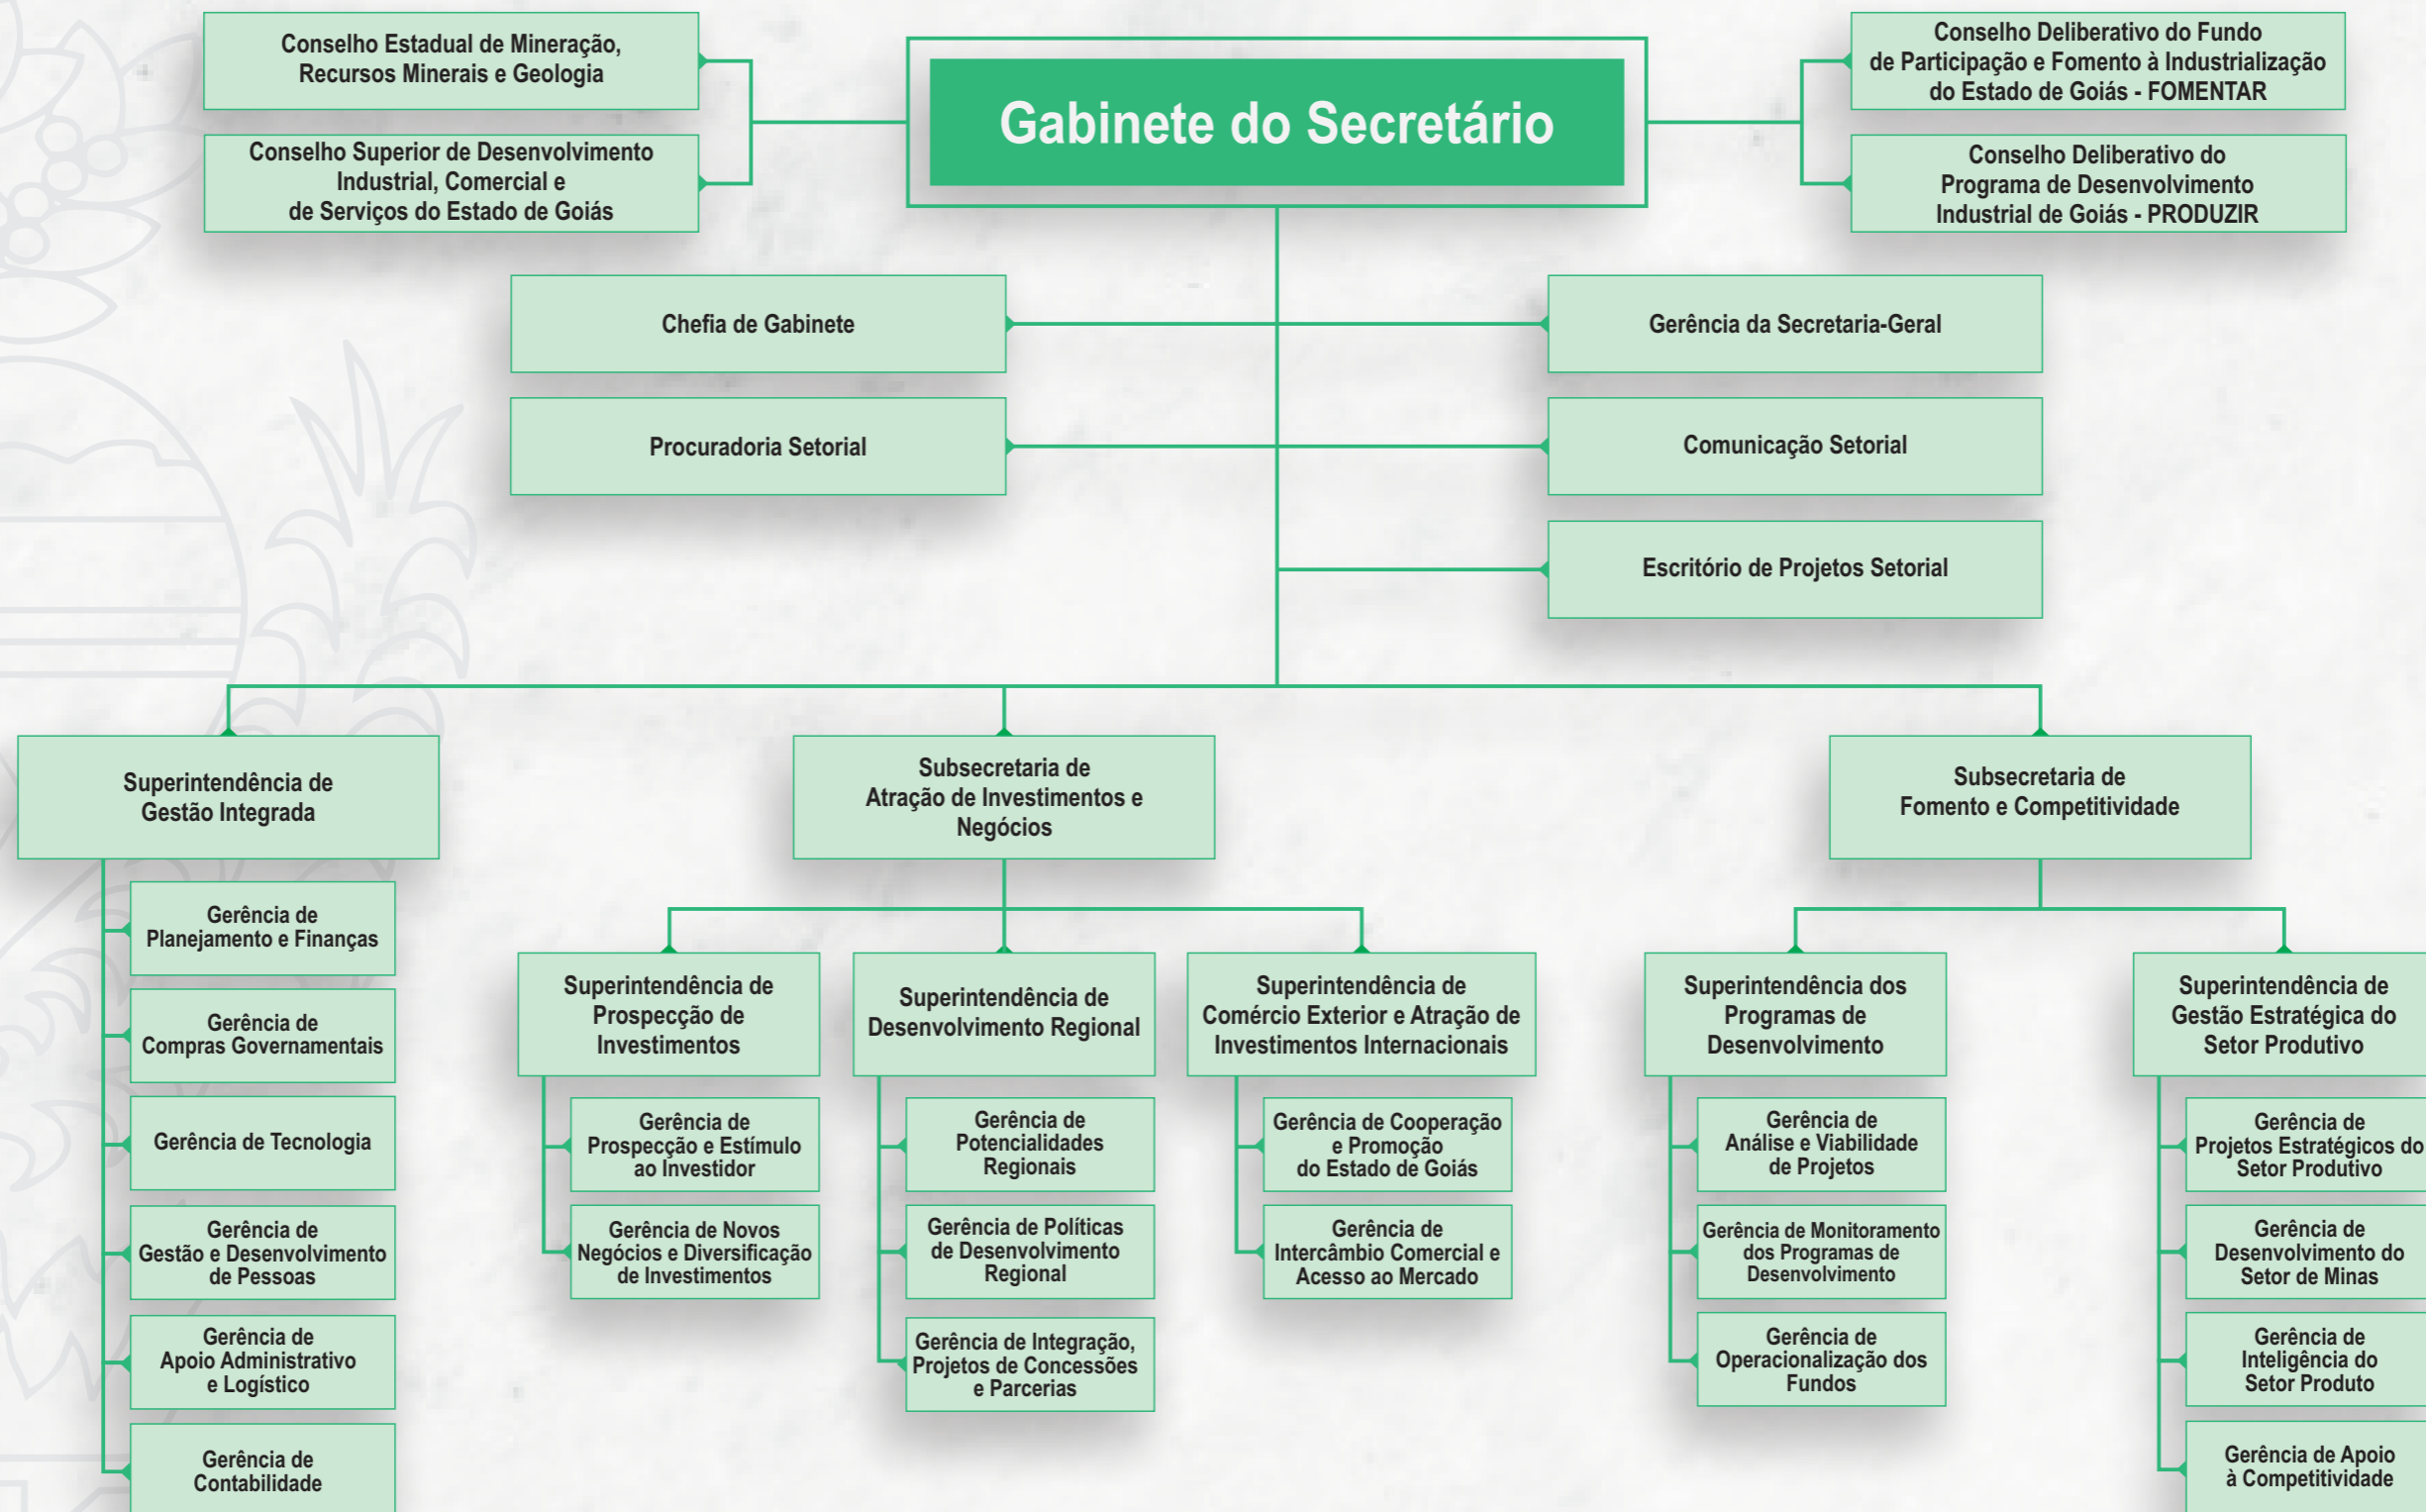 Conselho Estadual de Mineração,
Recursos Minerais e Geologia
Conselho Superior de Desenvolvimento
Industrial, Comercial e
de Serviços do Estado de Goiás
Gabinete do Secretário
Conselho Deliberativo do Fundo
de Participação e Fomento à Industrialização
do Estado de Goiás - FOMENTAR
Conselho Deliberativo do
Programa de Desenvolvimento
Industrial de Goiás - PRODUZIR
Chefia de Gabinete
Gerência da Secretaria-Geral
Procuradoria Setorial
Comunicação Setorial
Escritório de Projetos Setorial
Superintendência de
Gestão Integrada
Gerência de
Planejamento e Finanças
Gerência de
Compras Governamentais
Gerência de Tecnologia
Gerência de
Gestão e Desenvolvimento
de Pessoas
Gerência de
Apoio Administrativo
e Logístico
Gerência de
Contabilidade
Subsecretaria de
Atração de Investimentos e
Negócios
Superintendência de
Prospecção de
Investimentos
Gerência de
Prospecção e Estímulo
ao Investidor
Gerência de Novos
Negócios e Diversificação
de Investimentos
Superintendência de
Desenvolvimento Regional
Gerência de
Potencialidades
Regionais
Gerência de Políticas
de Desenvolvimento
Regional
Gerência de Integração,
Projetos de Concessões
e Parcerias
Superintendência de
Comércio Exterior e Atração de
Investimentos Internacionais
Gerência de Cooperação
e Promoção
do Estado de Goiás
Gerência de
Intercâmbio Comercial e
Acesso ao Mercado
Subsecretaria de
Fomento e Competitividade
Superintendência dos
Programas de
Desenvolvimento
Gerência de
Análise e Viabilidade
de Projetos
Gerência de Monitoramento
dos Programas de
Desenvolvimento
Gerência de
Operacionalização dos
Fundos
Superintendência de
Gestão Estratégica do
Setor Produtivo
Gerência de
Projetos Estratégicos do
Setor Produtivo
Gerência de
Desenvolvimento do
Setor de Minas
Gerência de
Inteligência do
Setor Produto
Gerência de Apoio
à Competitividade